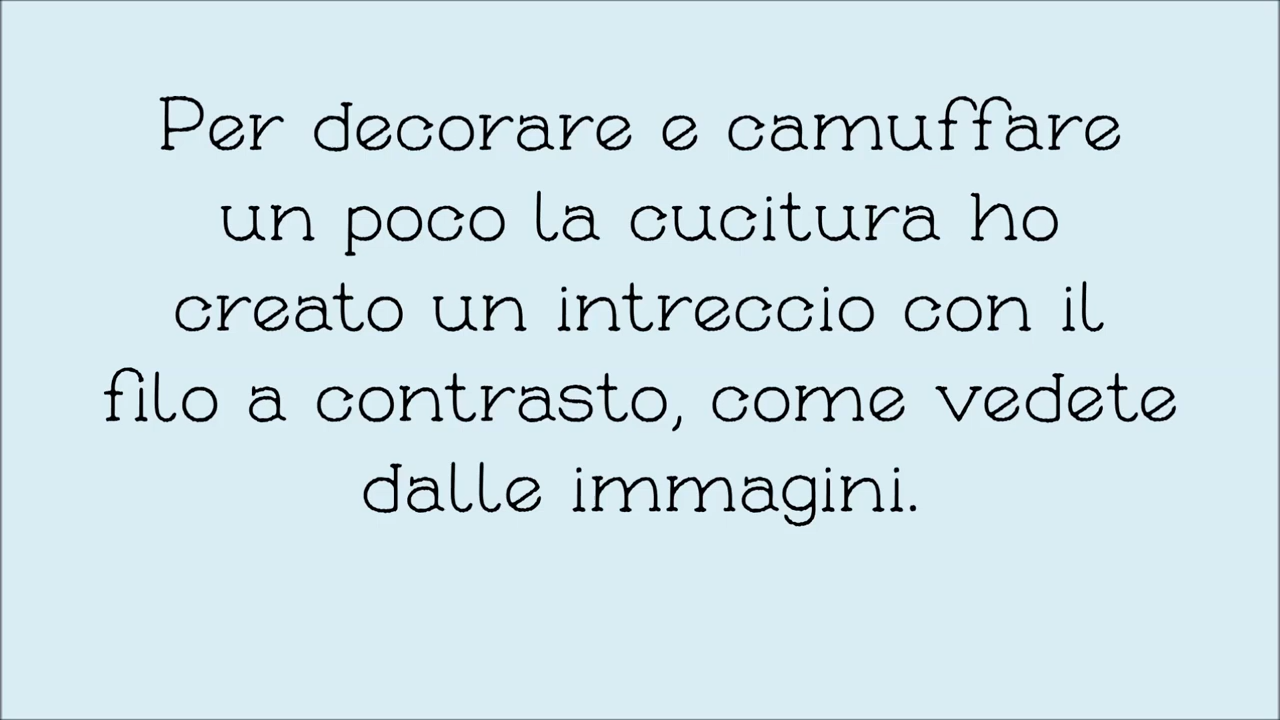 Per decorare e camuffare
un poco la cucitura ho
creato un intreccio con il
filo a contrasto, come vedete
dalle immagini.